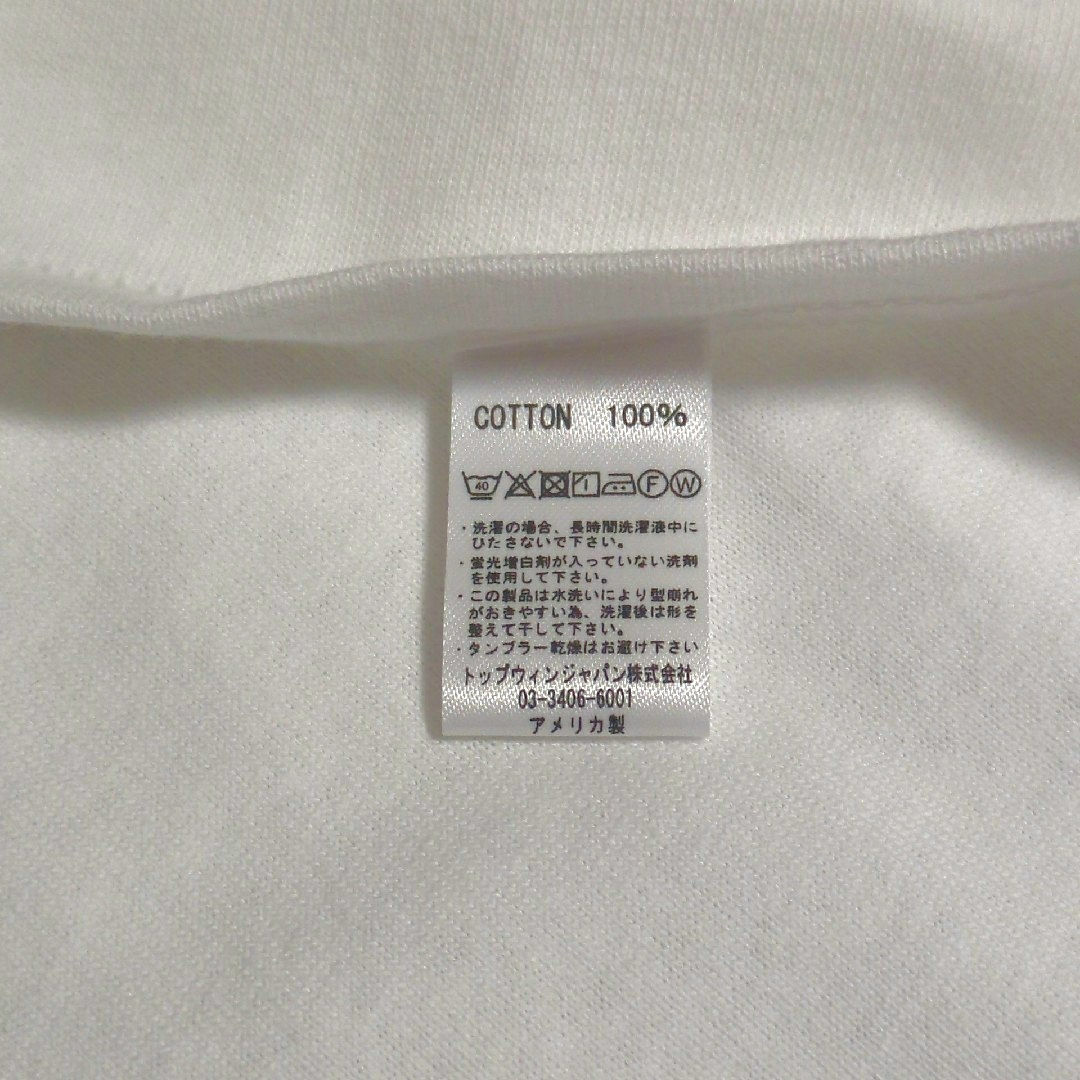 COTTON 100%
40
F W
・洗濯の場合、長時間洗濯液中に
ひたさないで下さい。
・蛍光増白剤が入っていない洗剤
を使用して下さい。
・この製品は水洗いにより型崩れ
がおきやすい為、洗濯後は形を
整えて干して下さい。
・タンブラー乾燥はお避け下さい
トップウィンジャパン株式会社
03-3406-6001
アメリカ製